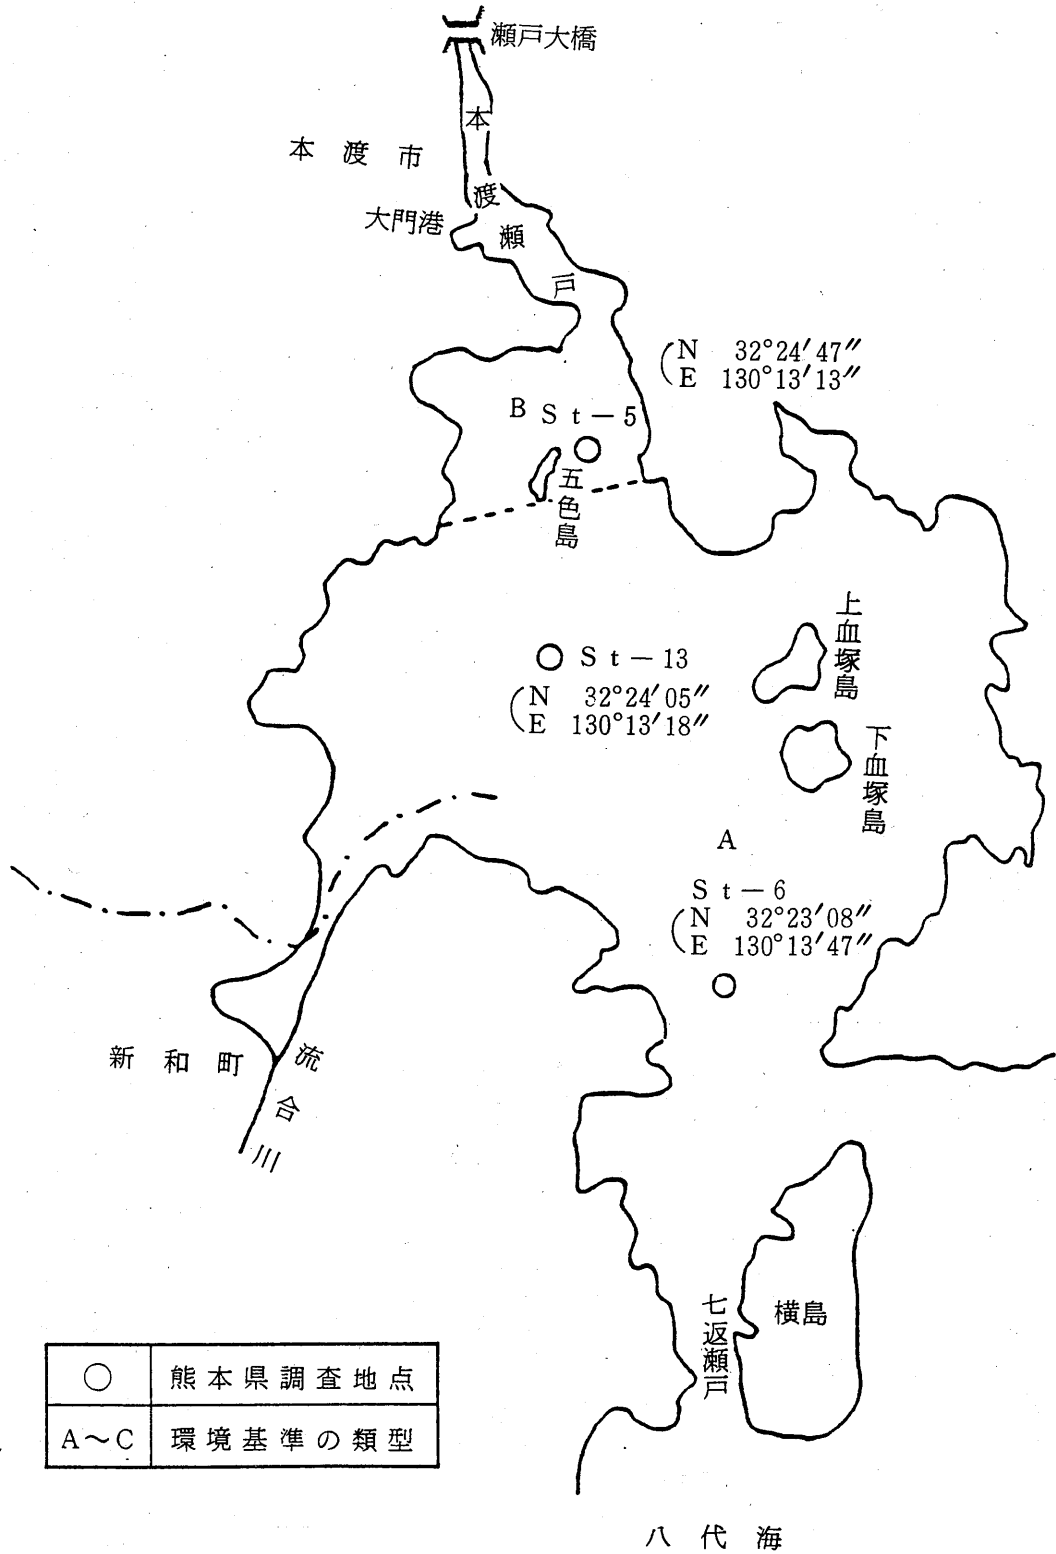 瀬戸大橋
本渡瀬戸
本渡市
大門港
N 32°24′47″
E 130°13′13″
B St-5
五色島
上血塚島
St-13
N 32°24′05″
E 130°13′18″
下血塚島
A
St-6
N 32°23′08″
E 130°13′47″
新和町
流合川
七返瀬戸
横島
○ 熊本県調査地点
A～C 環境基準の類型
八代海